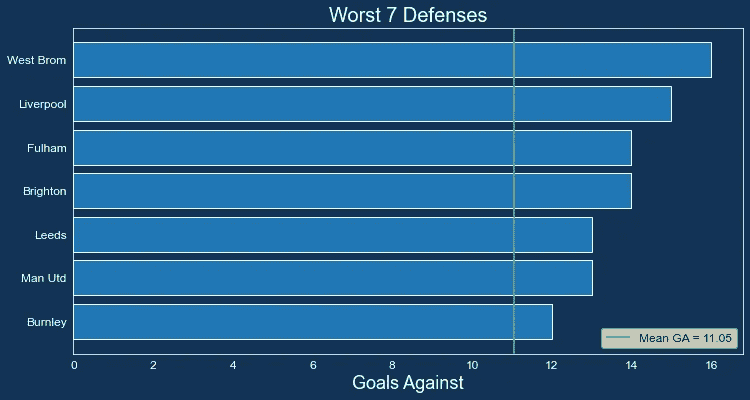 Worst 7 Defenses
West Brom
Liverpool
Fulham
Brighton
Leeds
Man Utd
Burnley
Mean GA = 11.05
0 2 4 6 8 10 12 14 16
Goals Against